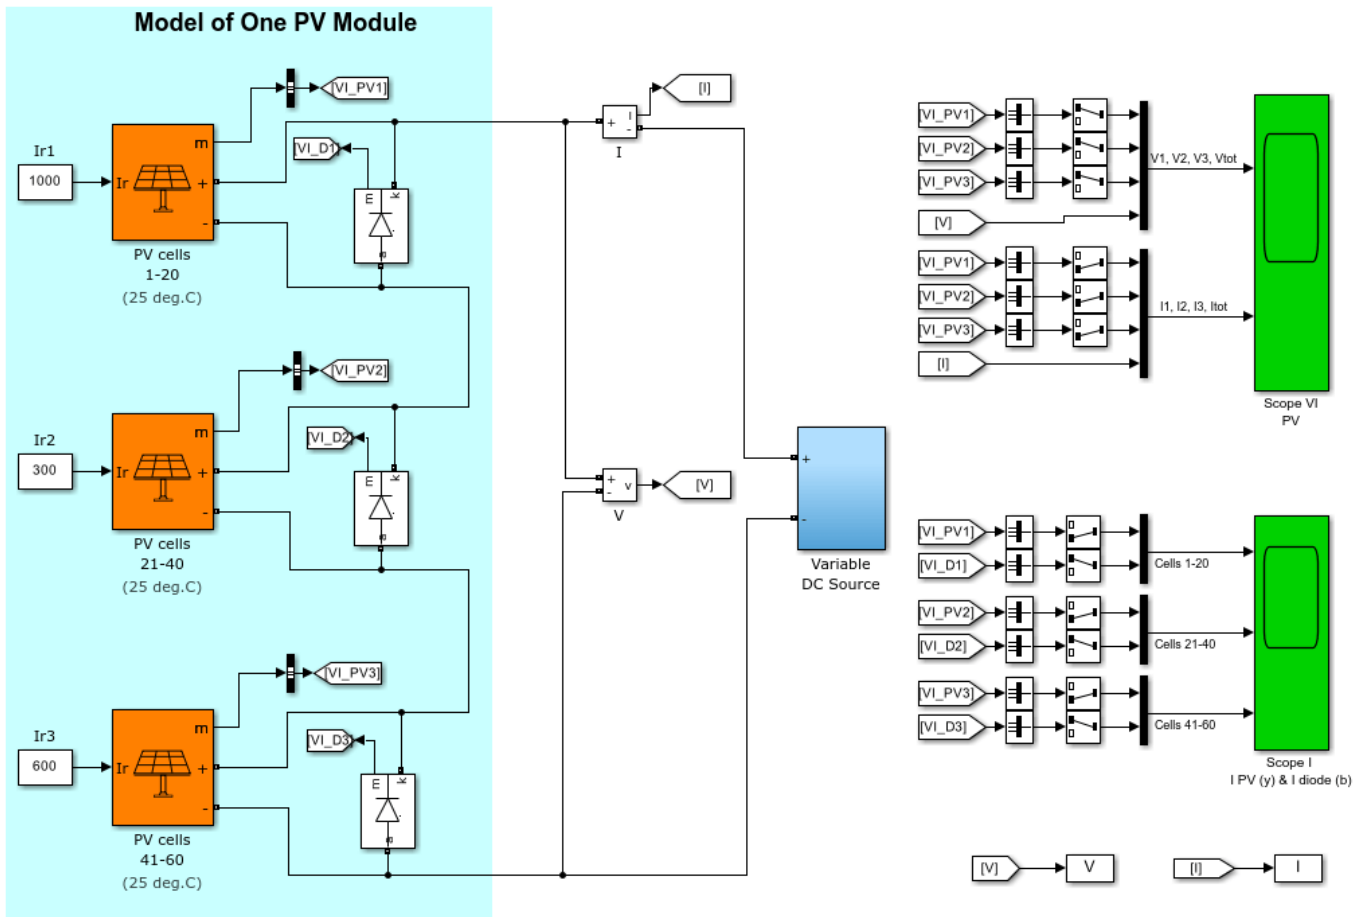 Model of One PV Module
[VI_PV1]
Ir1
1000
Ir
m
+
-
PV cells
1-20
(25 deg.C)
[VI_D1]
m
k
a
[VI_PV2]
Ir2
300
Ir
m
+
-
PV cells
21-40
(25 deg.C)
[VI_D2]
m
k
a
[VI_PV3]
Ir3
600
Ir
m
+
-
PV cells
41-60
(25 deg.C)
[VI_D3]
m
k
a
+
i
-
I
[I]
+
-
v
V
[V]
+
-
Variable
DC Source
[VI_PV1]
[VI_PV2]
[VI_PV3]
[V]
V1, V2, V3, Vtot
[VI_PV1]
[VI_PV2]
[VI_PV3]
[I]
I1, I2, I3, Itot
Scope VI
PV
[VI_PV1]
[VI_D1]
Cells 1-20
[VI_PV2]
[VI_D2]
Cells 21-40
[VI_PV3]
[VI_D3]
Cells 41-60
Scope I
I PV (y) & I diode (b)
[V]
V
[I]
I